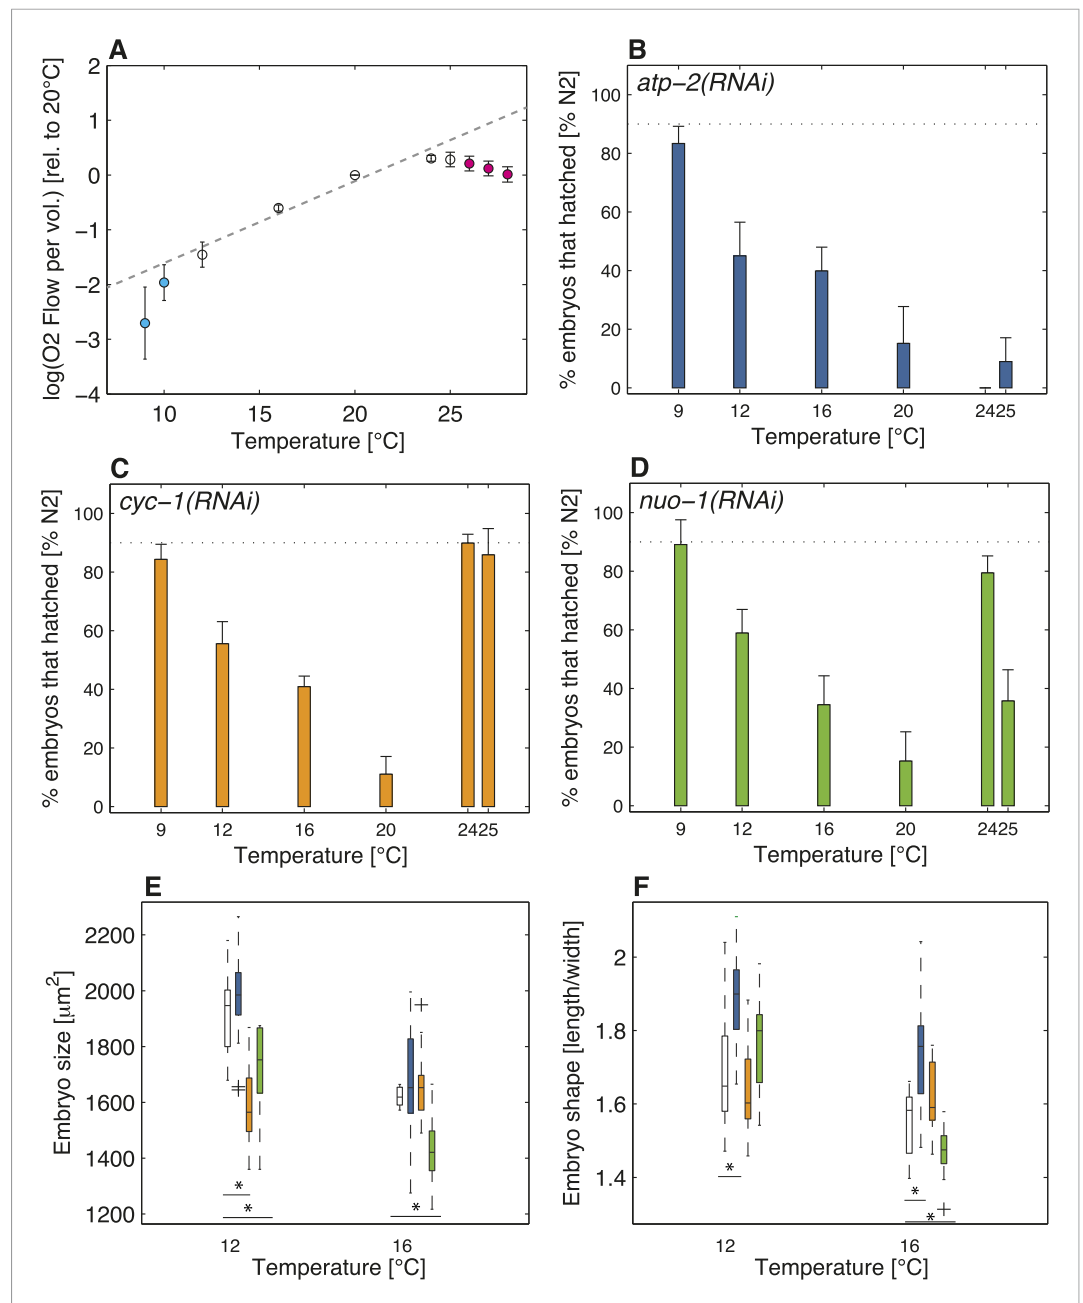 A
log(O2 Flow per vol.) [rel. to 20°C]
2
1
0
−1
−2
−3
−4
10 15 20 25
Temperature [°C]
B
atp−2(RNAi)
% embryos that hatched [% N2]
100
80
60
40
20
0
9 12 16 20 2425
Temperature [°C]
C
cyc−1(RNAi)
% embryos that hatched [% N2]
100
80
60
40
20
0
9 12 16 20 2425
Temperature [°C]
D
nuo−1(RNAi)
% embryos that hatched [% N2]
100
80
60
40
20
0
9 12 16 20 2425
Temperature [°C]
E
Embryo size [µm²]
2200
2000
1800
1600
1400
1200
*
*
*
12 16
Temperature [°C]
F
Embryo shape [length/width]
2
1.8
1.6
1.4
*
*
*
12 16
Temperature [°C]